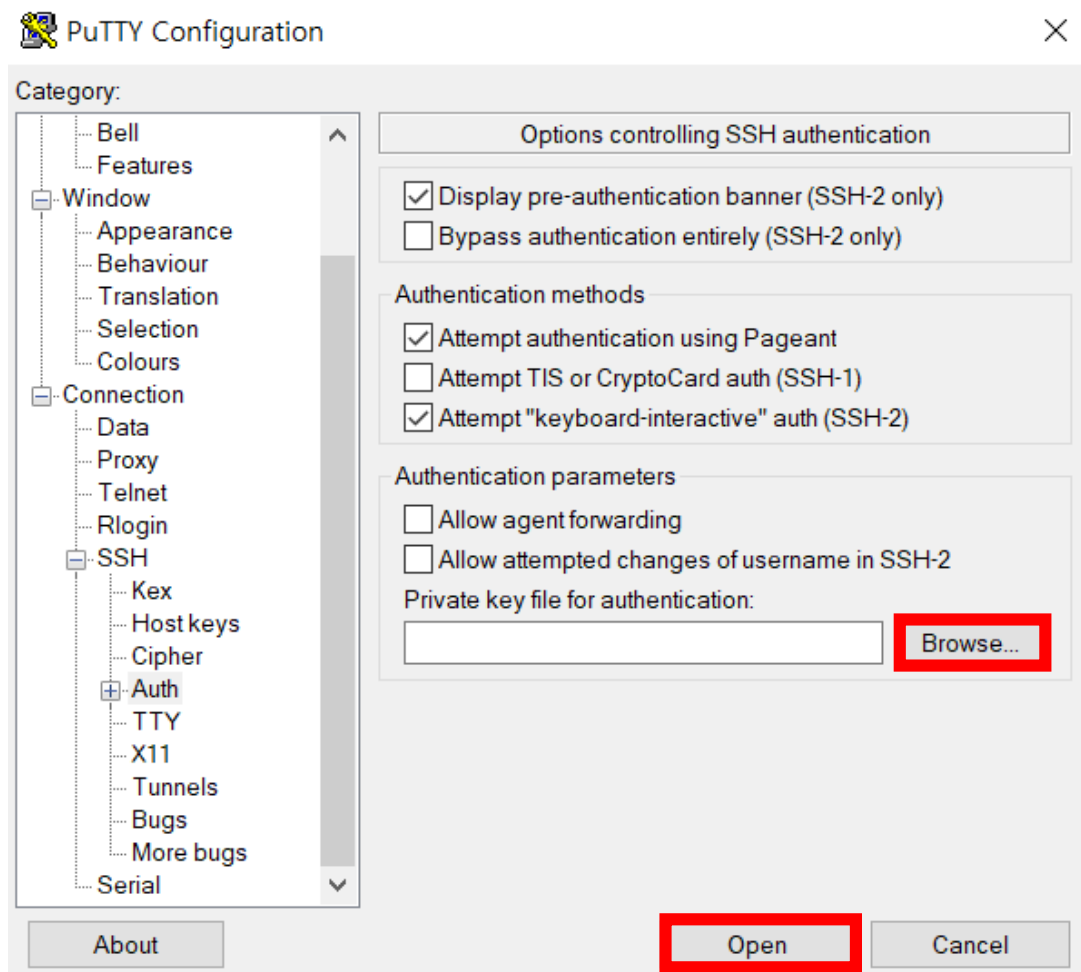 PuTTY Configuration
Category:
Bell
Features
Window
Appearance
Behaviour
Translation
Selection
Colours
Connection
Data
Proxy
Telnet
Rlogin
SSH
Kex
Host keys
Cipher
Auth
TTY
X11
Tunnels
Bugs
More bugs
Serial
Options controlling SSH authentication
Display pre-authentication banner (SSH-2 only)
Bypass authentication entirely (SSH-2 only)
Authentication methods
Attempt authentication using Pageant
Attempt TIS or CryptoCard auth (SSH-1)
Attempt "keyboard-interactive" auth (SSH-2)
Authentication parameters
Allow agent forwarding
Allow attempted changes of username in SSH-2
Private key file for authentication:
Browse...
About
Open
Cancel